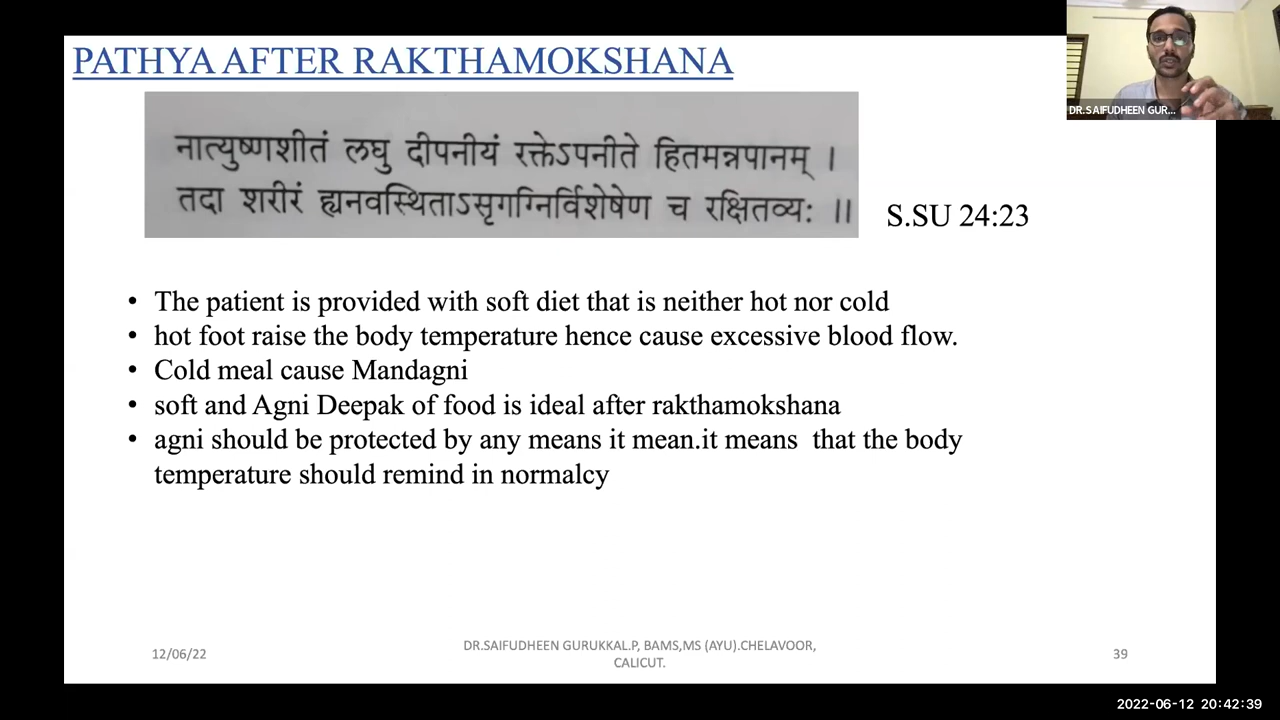 PATHYA AFTER RAKTHAMOKSHANA
DR.SAIFUDHEEN GUR...
नात्युष्णशीतं लघु दीपनीयं रक्तेऽपनीते हितमन्नपानम् ।
तदा शरीरं ह्यनवस्थिताऽसृगग्निर्विशेषेण च रक्षितव्यः ॥
S.SU 24:23
• The patient is provided with soft diet that is neither hot nor cold
• hot foot raise the body temperature hence cause excessive blood flow.
• Cold meal cause Mandagni
• soft and Agni Deepak of food is ideal after rakthamokshana
• agni should be protected by any means it mean.it means that the body
temperature should remind in normalcy
12/06/22
DR.SAIFUDHEEN GURUKKAL.P, BAMS,MS (AYU).CHELAVOOR,
CALICUT.
39
2022-06-12 20:42:39